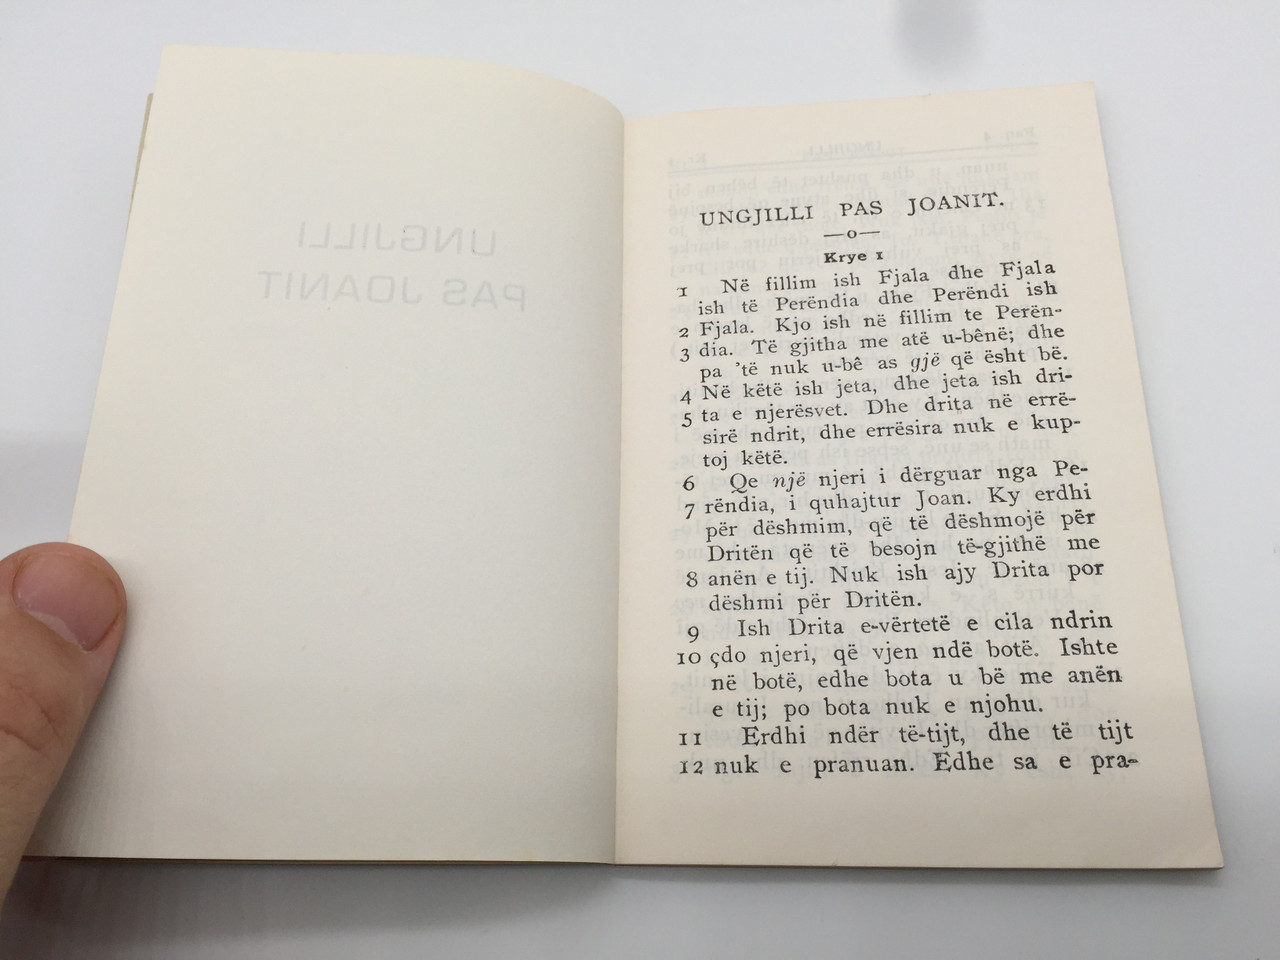 UNGJILLI
PAS JOANIT
UNGJILLI PAS JOANIT.
—o—
Krye 1
1 Në fillim ish Fjala dhe Fjala
ish të Perëndia dhe Perëndi ish
2 Fjala. Kjo ish në fillim te Perën-
3 dia. Të gjitha me atë u-bênë; dhe
pa 'të nuk u-bê as gjë që ësht bë.
4 Në këtë ish jeta, dhe jeta ish dri-
5 ta e njerësvet. Dhe drita në errë-
sirë ndrit, dhe errësira nuk e kup-
toj këtë.
6 Qe një njeri i dërguar nga Pe-
7 rëndia, i quhajtur Joan. Ky erdhi
për dëshmim, që të dëshmojë për
Dritën që të besojn të-gjithë me
8 anën e tij. Nuk ish ajy Drita por
dëshmi për Dritën.
9 Ish Drita e-vërtetë e cila ndrin
10 çdo njeri, që vjen ndë botë. Ishte
në botë, edhe bota u bë me anën
e tij; po bota nuk e njohu.
11 Erdhi ndër të-tijt, dhe të tijt
12 nuk e pranuan. Edhe sa e pra-